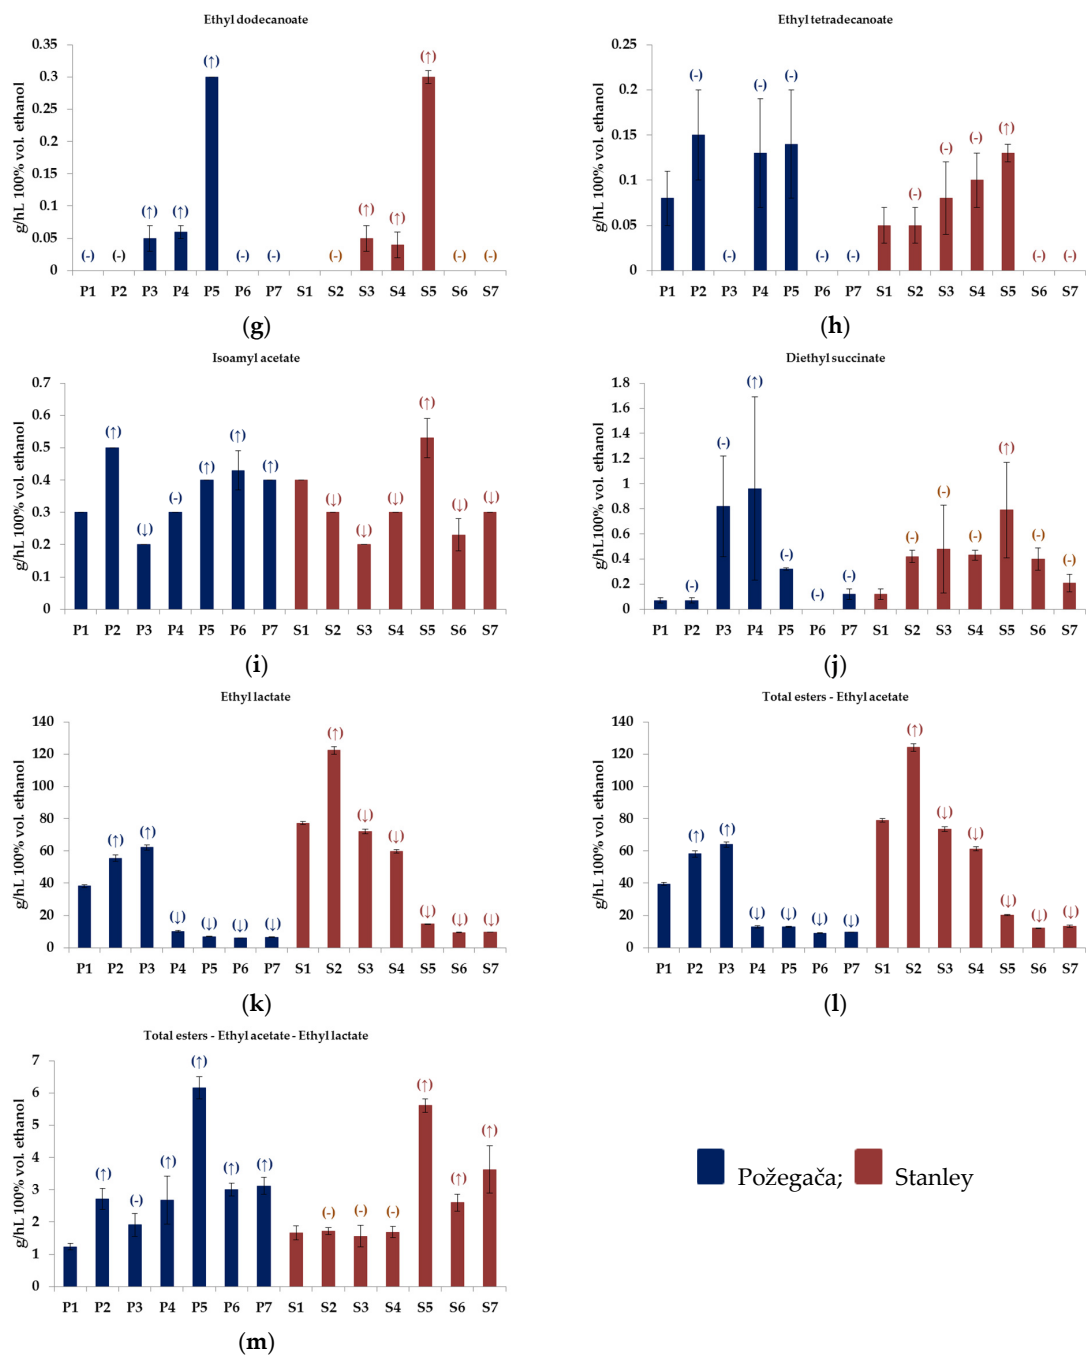 Ethyl dodecanoate
g/hL 100% vol. ethanol
0.35
0.3
0.25
0.2
0.15
0.1
0.05
0
(-) (-) (↑) (↑) (↑) (-) (-) (-) (↑) (↑) (↑) (-) (-)
P1 P2 P3 P4 P5 P6 P7 S1 S2 S3 S4 S5 S6 S7
(g)
Ethyl tetradecanoate
g/hL 100% vol. ethanol
0.25
0.2
0.15
0.1
0.05
0
(-) (-) (-) (-) (-) (-) (-) (-) (-) (↑) (-) (-)
P1 P2 P3 P4 P5 P6 P7 S1 S2 S3 S4 S5 S6 S7
(h)
Isoamyl acetate
g/hL 100% vol. ethanol
0.7
0.6
0.5
0.4
0.3
0.2
0.1
0
(↑) (↓) (-) (↑) (↑) (↑) (↓) (↓) (↓) (↑) (↓) (↓)
P1 P2 P3 P4 P5 P6 P7 S1 S2 S3 S4 S5 S6 S7
(i)
Diethyl succinate
g/hL100% vol. ethanol
1.8
1.6
1.4
1.2
1
0.8
0.6
0.4
0.2
0
(-) (-) (↑) (-) (-) (-) (-) (-) (-) (↑) (-) (-)
P1 P2 P3 P4 P5 P6 P7 S1 S2 S3 S4 S5 S6 S7
(j)
Ethyl lactate
g/hL 100% vol. ethanol
140
120
100
80
60
40
20
0
(↑) (↑) (↓) (↓) (↓) (↓) (↑) (↓) (↓) (↓) (↓) (↓)
P1 P2 P3 P4 P5 P6 P7 S1 S2 S3 S4 S5 S6 S7
(k)
Total esters - Ethyl acetate
g/hL 100% vol. ethanol
140
120
100
80
60
40
20
0
(↑) (↑) (↓) (↓) (↓) (↓) (↑) (↓) (↓) (↓) (↓) (↓)
P1 P2 P3 P4 P5 P6 P7 S1 S2 S3 S4 S5 S6 S7
(l)
Total esters - Ethyl acetate - Ethyl lactate
g/hL 100% vol. ethanol
7
6
5
4
3
2
1
0
(↑) (-) (↑) (↑) (↑) (↑) (-) (-) (-) (↑) (↑) (↑)
P1 P2 P3 P4 P5 P6 P7 S1 S2 S3 S4 S5 S6 S7
(m)
Požegača; Stanley